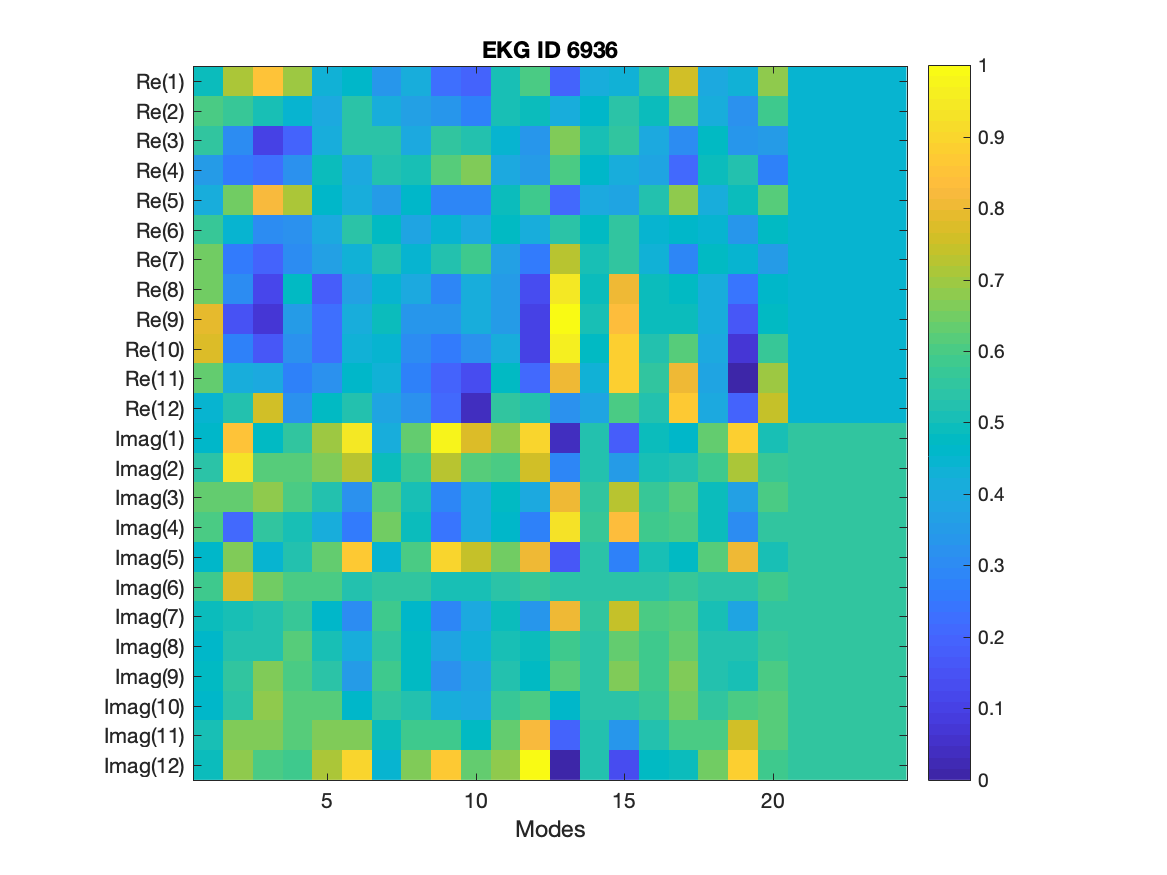 EKG ID 6936
Re(1)
Re(2)
Re(3)
Re(4)
Re(5)
Re(6)
Re(7)
Re(8)
Re(9)
Re(10)
Re(11)
Re(12)
Imag(1)
Imag(2)
Imag(3)
Imag(4)
Imag(5)
Imag(6)
Imag(7)
Imag(8)
Imag(9)
Imag(10)
Imag(11)
Imag(12)
5 10 15 20
Modes
1
0.9
0.8
0.7
0.6
0.5
0.4
0.3
0.2
0.1
0